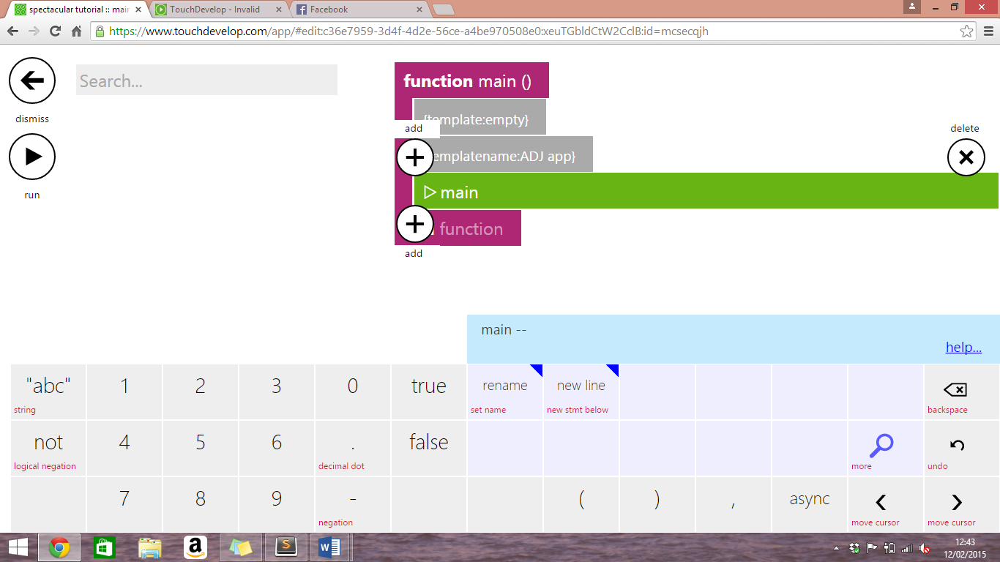 spectacular tutorial :: main
TouchDevelop - Invalid
Facebook
https://www.touchdevelop.com/app/#edit:c36e7959-3d4f-4d2e-56ce-a4be970508e0:xeuTGbldCtW2CclB:id=mcsecqjh
Search...
dismiss
run
function main ()
{template:empty}
add
emplatename:ADJ app}
▷ main
function
add
delete
main --
help...
"abc" 1 2 3 0 true rename new line
string set name new stmt below backspace
not 4 5 6 . false
logical negation decimal dot more undo
7 8 9 - ( ) , async ‹ ›
negation move cursor move cursor
12:43
12/02/2015